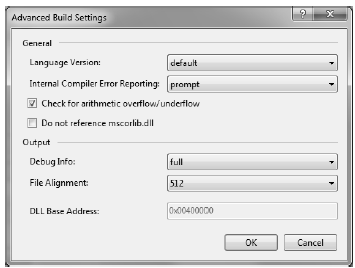 Advanced Build Settings
General
Language Version: default
Internal Compiler Error Reporting: prompt
Check for arithmetic overflow/underflow
Do not reference mscorlib.dll
Output
Debug Info: full
File Alignment: 512
DLL Base Address: 0x004000D0
OK Cancel